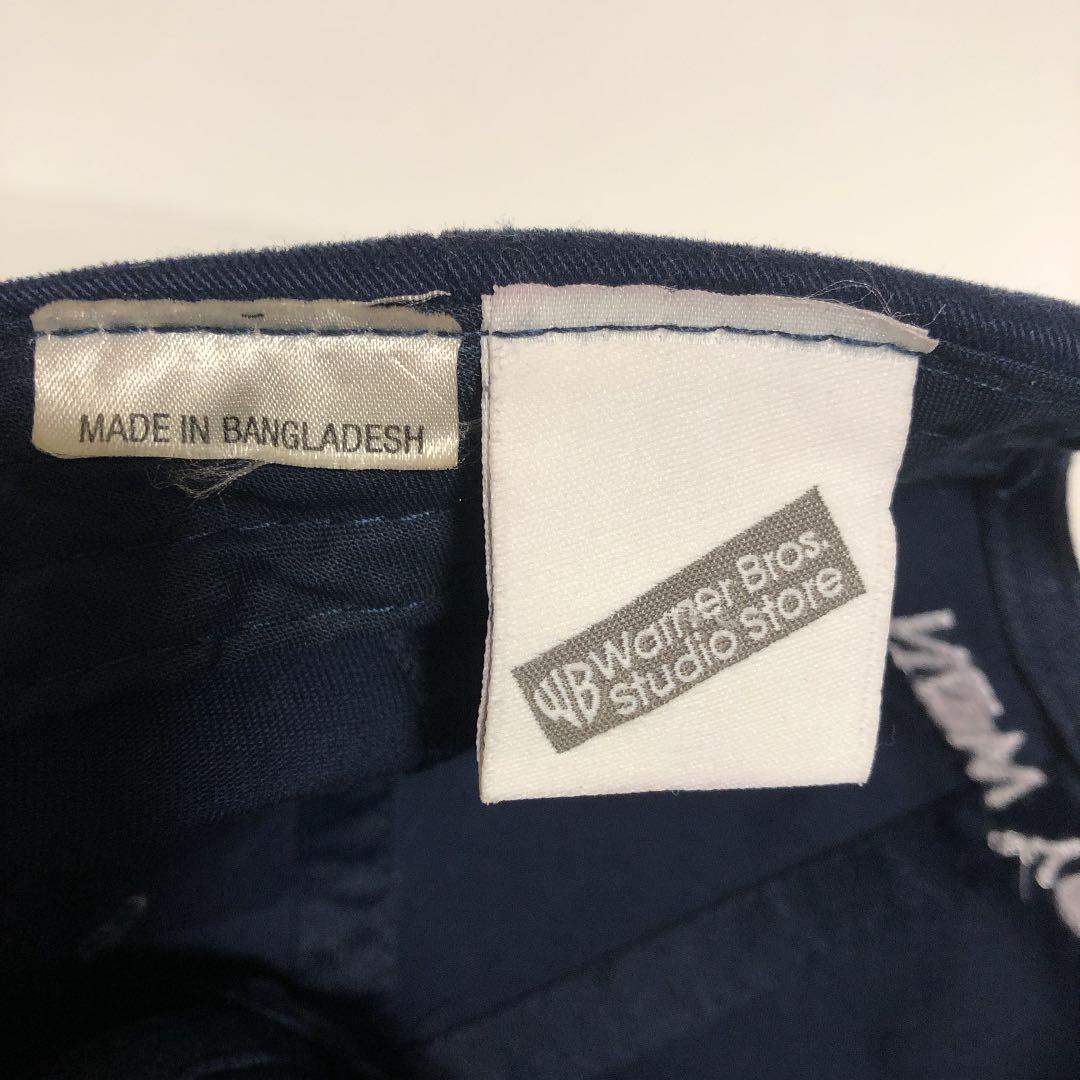 MADE IN BANGLADESH
WB Warner Bros.
Studio Store